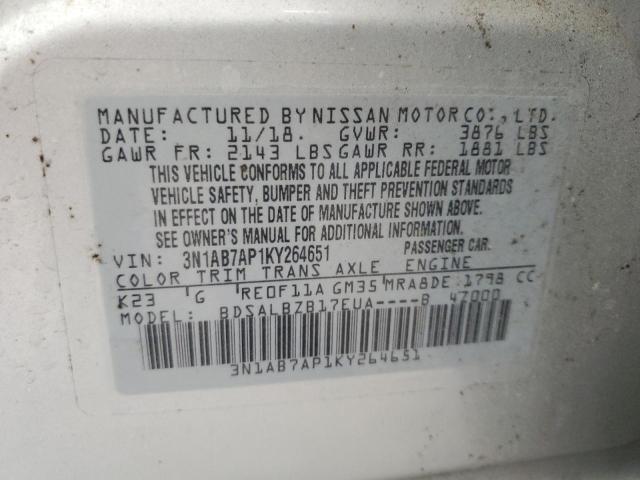 MANUFACTURED BY NISSAN MOTOR CO., LTD.
DATE: 11/18. GVWR: 3876 LBS
GAWR FR: 2143 LBS GAWR RR: 1881 LBS
THIS VEHICLE CONFORMS TO ALL APPLICABLE FEDERAL MOTOR
VEHICLE SAFETY, BUMPER AND THEFT PREVENTION STANDARDS
IN EFFECT ON THE DATE OF MANUFACTURE SHOWN ABOVE.
SEE OWNER'S MANUAL FOR ADDITIONAL INFORMATION.
VIN: 3N1AB7AP1KY264651 PASSENGER CAR.
COLOR TRIM TRANS AXLE ENGINE
K23 G RE0F11A GM35 MRA8DE 1798 CC
MODEL: BDSALBZB17EUA----B 47000
3N1AB7AP1KY264651